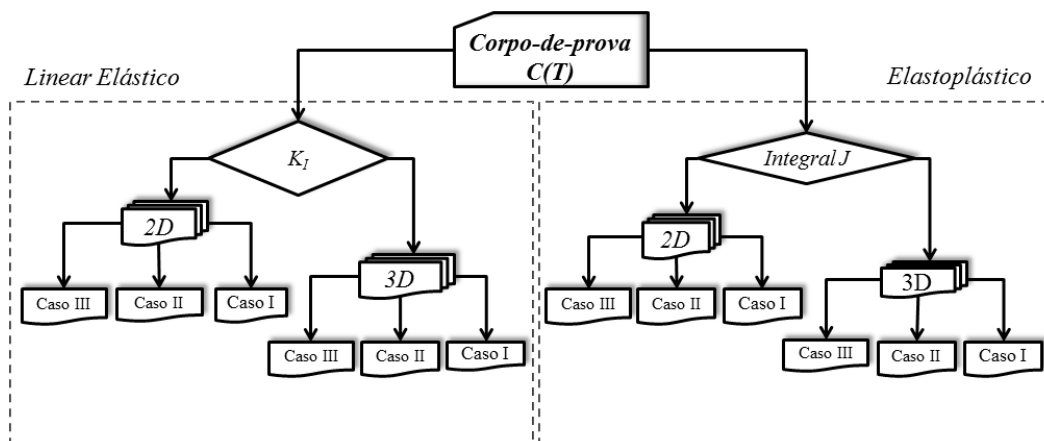 Corpo-de-prova
C(T)
Linear Elástico
Elastoplástico
K_I
Integral J
2D
3D
2D
3D
Caso III
Caso II
Caso I
Caso III
Caso II
Caso I
Caso III
Caso II
Caso I
Caso III
Caso II
Caso I